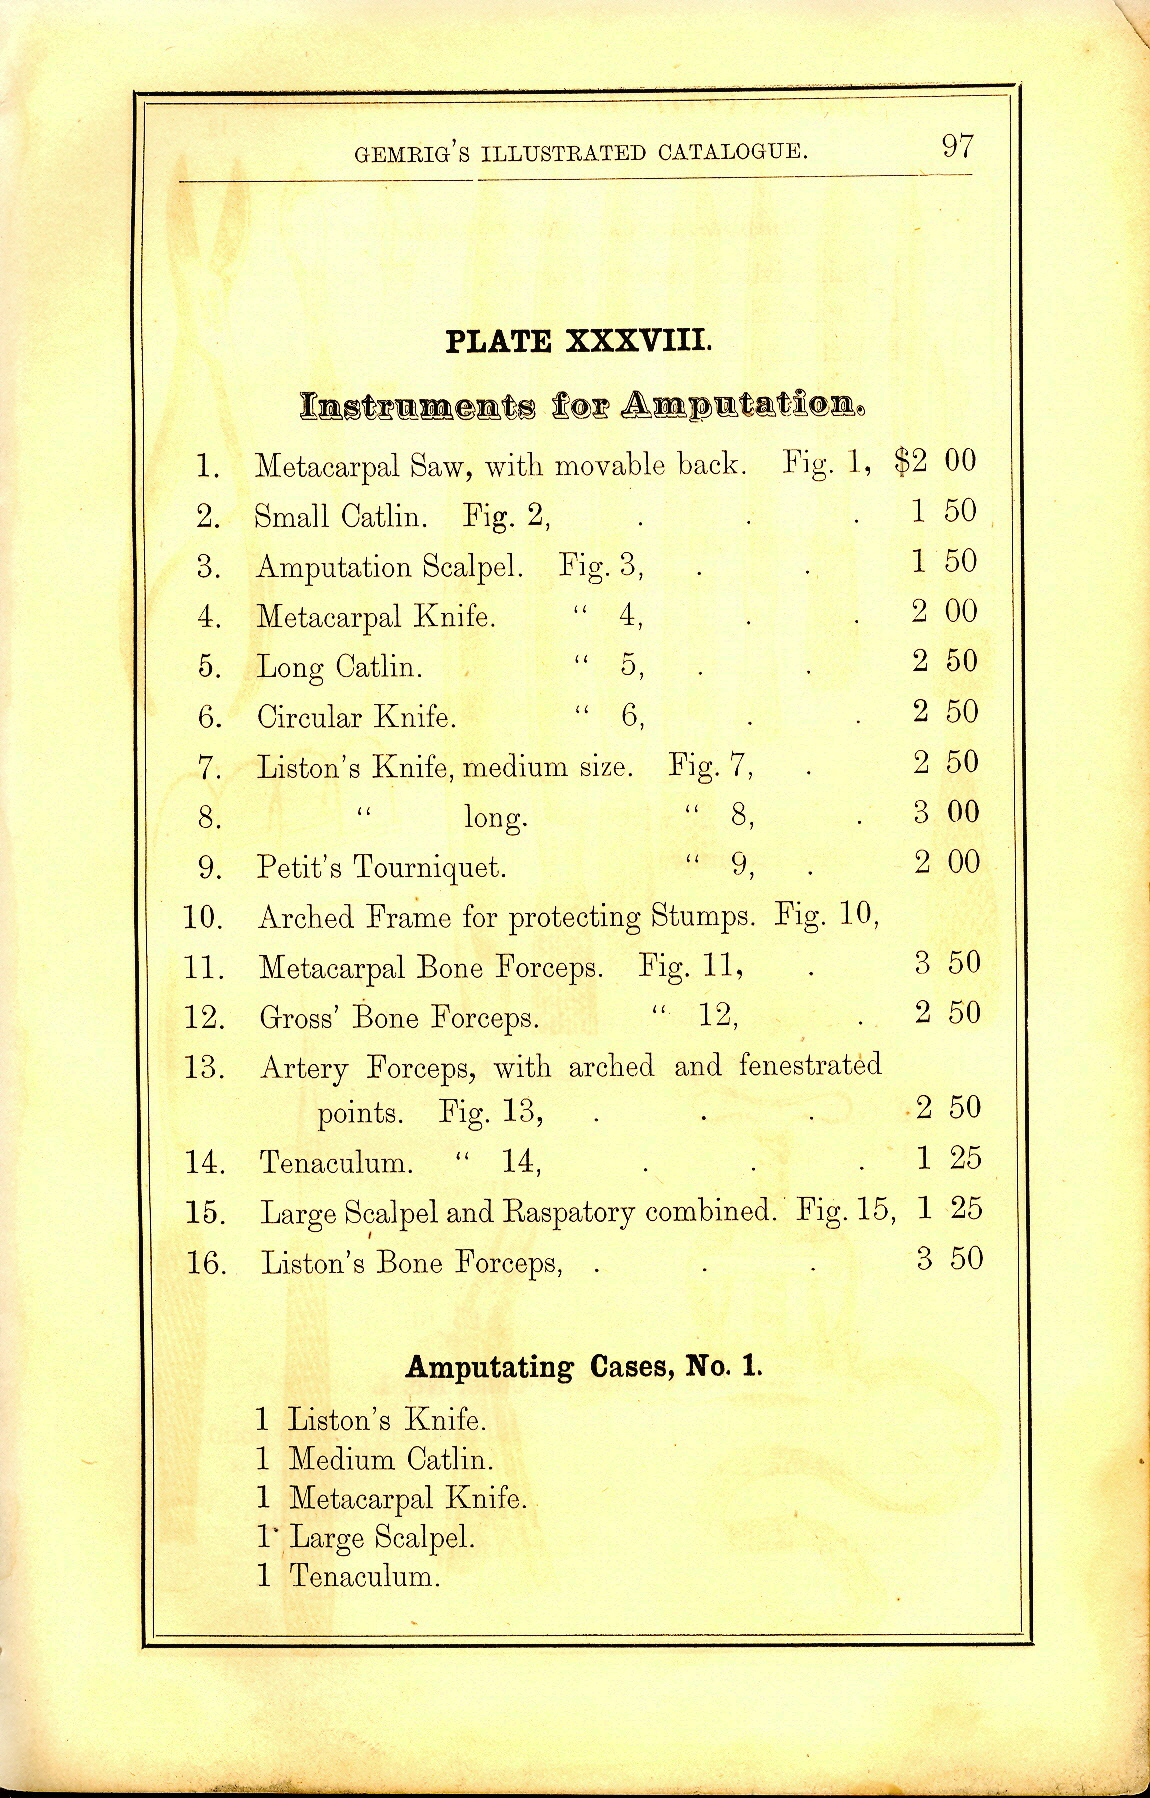 GEMRIG'S ILLUSTRATED CATALOGUE. 97
PLATE XXXVIII.
Instruments for Amputation.
1. Metacarpal Saw, with movable back. Fig. 1, $2 00
2. Small Catlin. Fig. 2, . . . 1 50
3. Amputation Scalpel. Fig. 3, . . 1 50
4. Metacarpal Knife. “ 4, . . 2 00
5. Long Catlin. “ 5, . . 2 50
6. Circular Knife. “ 6, . . 2 50
7. Liston's Knife, medium size. Fig. 7, . 2 50
8. “ long. “ 8, . 3 00
9. Petit's Tourniquet. “ 9, . 2 00
10. Arched Frame for protecting Stumps. Fig. 10,
11. Metacarpal Bone Forceps. Fig. 11, . 3 50
12. Gross' Bone Forceps. “ 12, . 2 50
13. Artery Forceps, with arched and fenestrated
points. Fig. 13, . . . 2 50
14. Tenaculum. “ 14, . . . 1 25
15. Large Scalpel and Raspatory combined. Fig. 15, 1 25
16. Liston's Bone Forceps, . . . 3 50
Amputating Cases, No. 1.
1 Liston's Knife.
1 Medium Catlin.
1 Metacarpal Knife.
1 Large Scalpel.
1 Tenaculum.